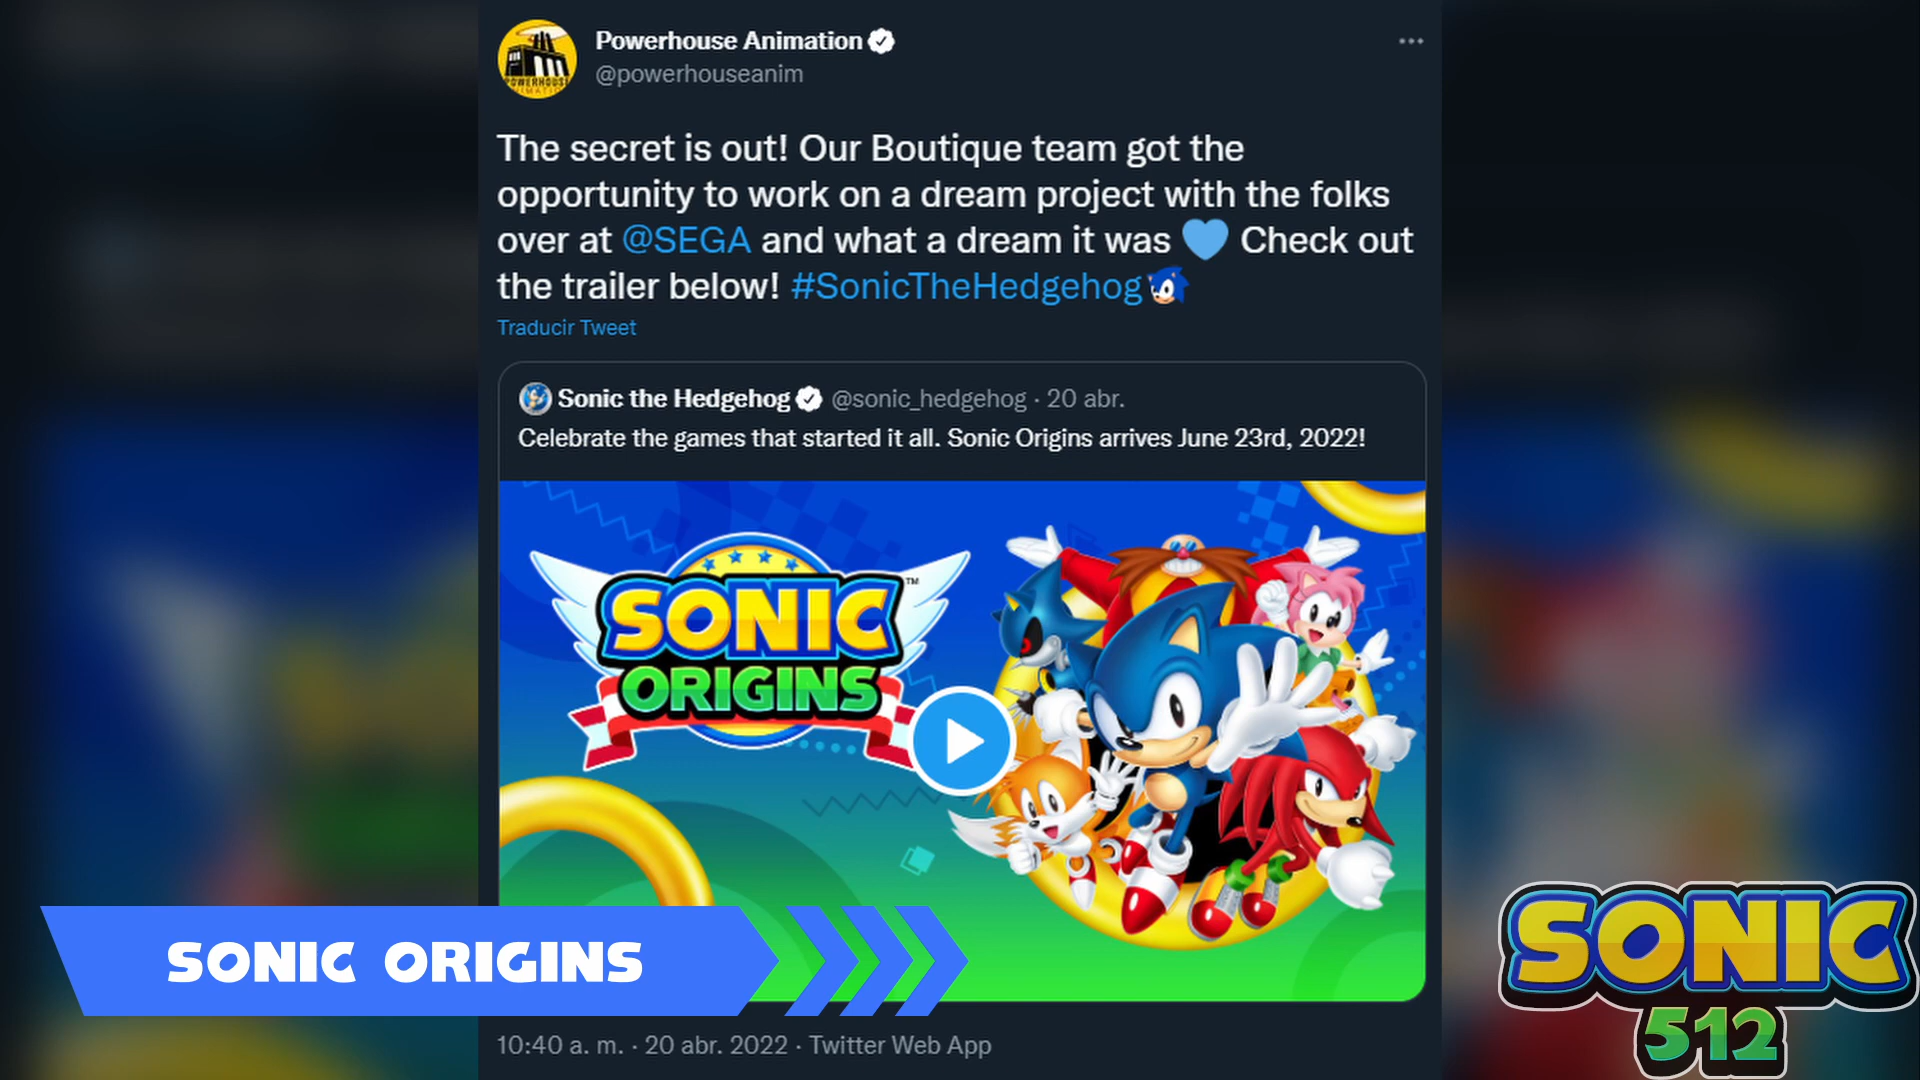 Powerhouse Animation
@powerhouseanim
POWERHOUSE
ANIMATION
The secret is out! Our Boutique team got the
opportunity to work on a dream project with the folks
over at @SEGA and what a dream it was 💙 Check out
the trailer below! #SonicTheHedgehog
Traducir Tweet
Sonic the Hedgehog @sonic_hedgehog · 20 abr.
Celebrate the games that started it all. Sonic Origins arrives June 23rd, 2022!
SONIC
™
ORIGINS
SONIC ORIGINS
10:40 a. m. · 20 abr. 2022 · Twitter Web App
SONIC
512